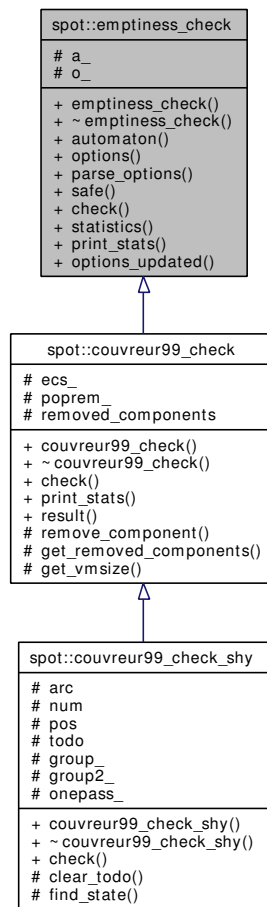 spot::emptiness_check
# a_
# o_
+ emptiness_check()
+ ~ emptiness_check()
+ automaton()
+ options()
+ parse_options()
+ safe()
+ check()
+ statistics()
+ print_stats()
+ options_updated()
spot::couvreur99_check
# ecs_
# poprem_
# removed_components
+ couvreur99_check()
+ ~ couvreur99_check()
+ check()
+ print_stats()
+ result()
# remove_component()
# get_removed_components()
# get_vmsize()
spot::couvreur99_check_shy
# arc
# num
# pos
# todo
# group_
# group2_
# onepass_
+ couvreur99_check_shy()
+ ~ couvreur99_check_shy()
+ check()
# clear_todo()
# find_state()